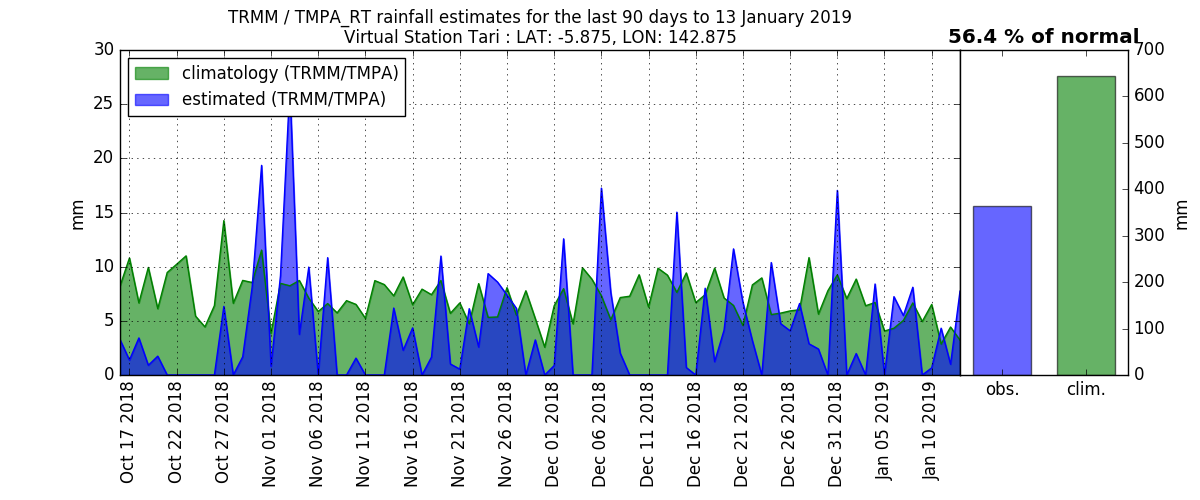 TRMM / TMPA_RT rainfall estimates for the last 90 days to 13 January 2019
Virtual Station Tari : LAT: -5.875, LON: 142.875
56.4 % of normal
climatology (TRMM/TMPA)
estimated (TRMM/TMPA)
30
25
20
15
10
5
0
mm
Oct 17 2018
Oct 22 2018
Oct 27 2018
Nov 01 2018
Nov 06 2018
Nov 11 2018
Nov 16 2018
Nov 21 2018
Nov 26 2018
Dec 01 2018
Dec 06 2018
Dec 11 2018
Dec 16 2018
Dec 21 2018
Dec 26 2018
Dec 31 2018
Jan 05 2019
Jan 10 2019
700
600
500
400
300
200
100
0
mm
obs.
clim.